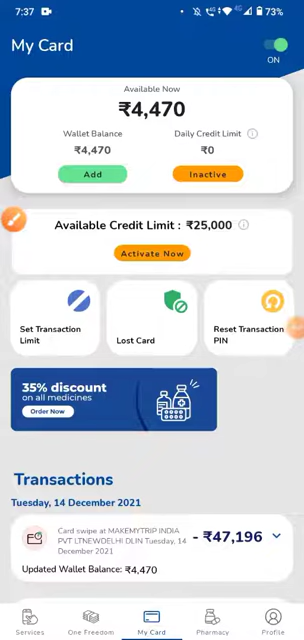 7:37
73%
My Card
ON
Available Now
₹4,470
Wallet Balance
Daily Credit Limit
₹4,470
₹0
Add
Inactive
Available Credit Limit : ₹25,000
Activate Now
Set Transaction
Limit
Lost Card
Reset Transaction
PIN
35% discount
on all medicines
Order Now
Transactions
Tuesday, 14 December 2021
Card swipe at MAKEMYTRIP INDIA
PVT LTNEWDELHI DLIN Tuesday, 14
December 2021
- ₹47,196
Updated Wallet Balance: ₹4,470
Services
One Freedom
My Card
Pharmacy
Profile